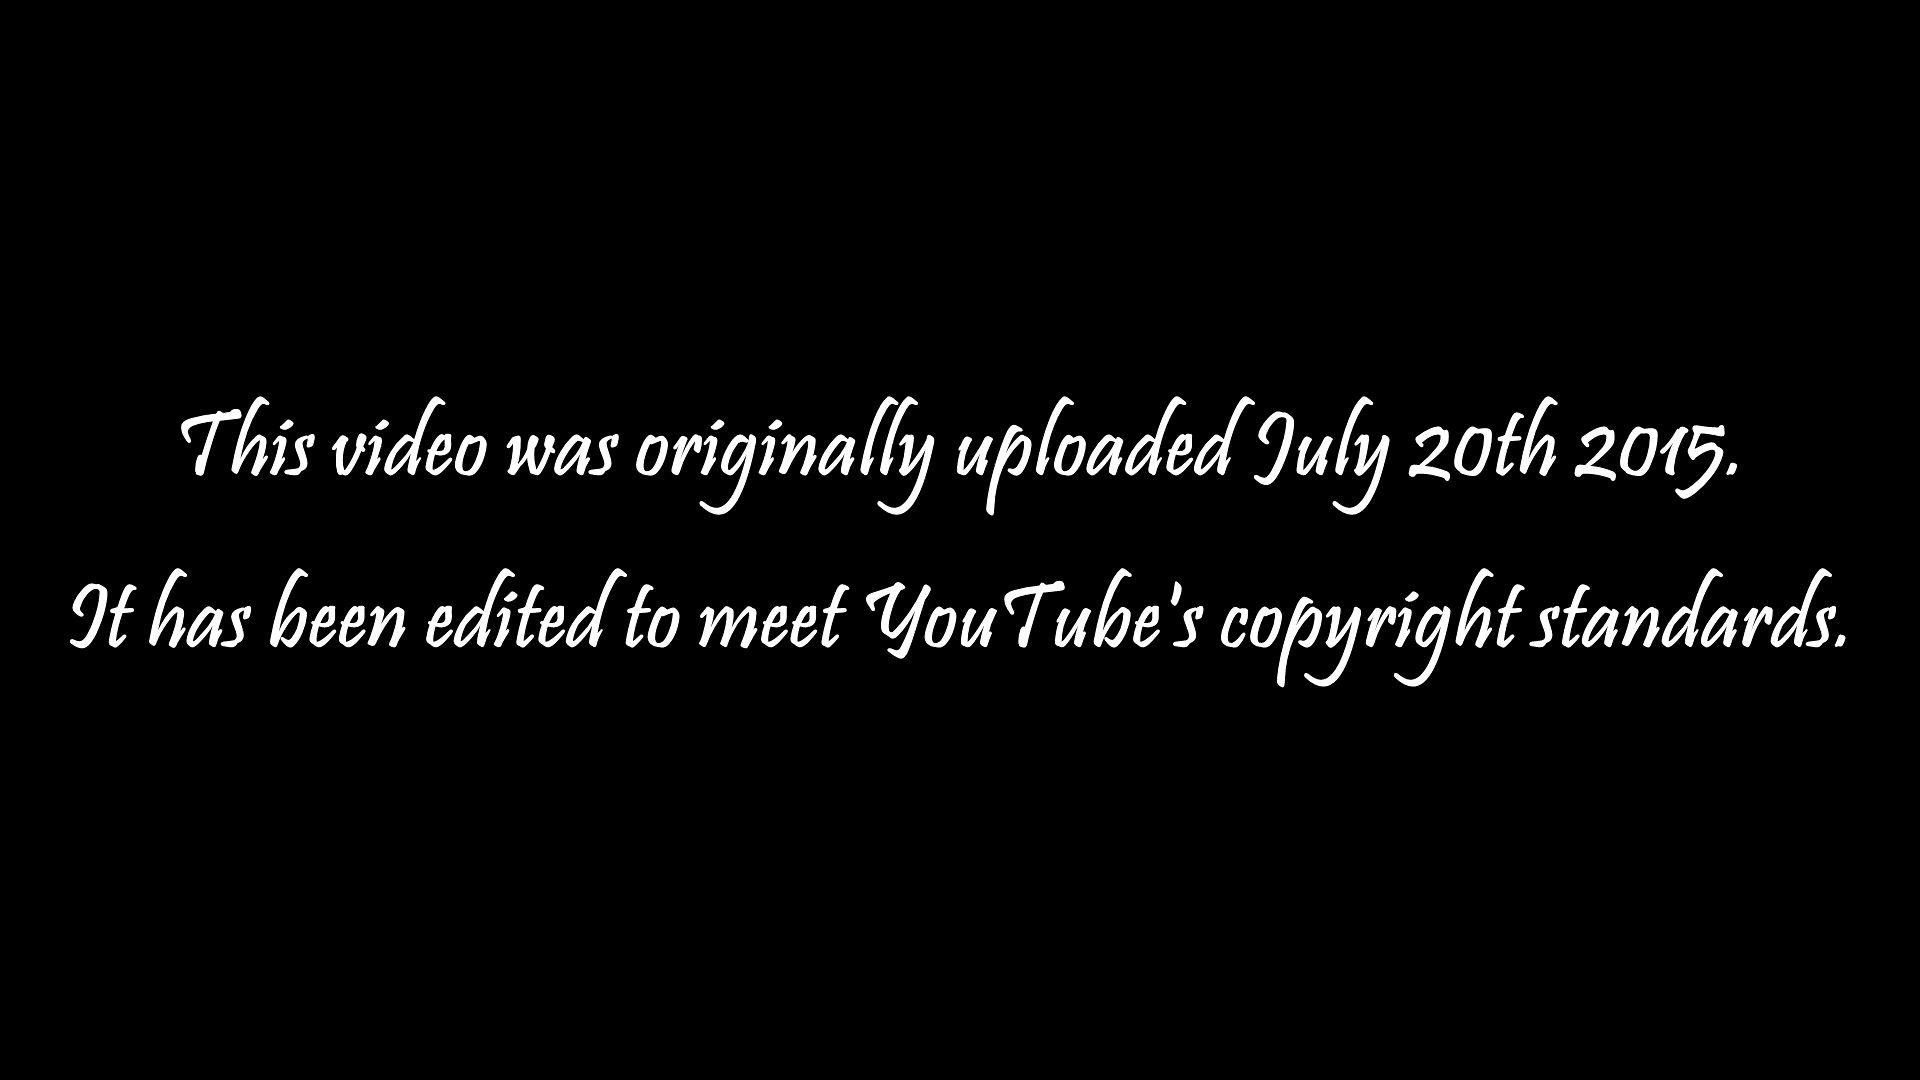 This video was originally uploaded July 20th 2015.
It has been edited to meet YouTube's copyright standards.